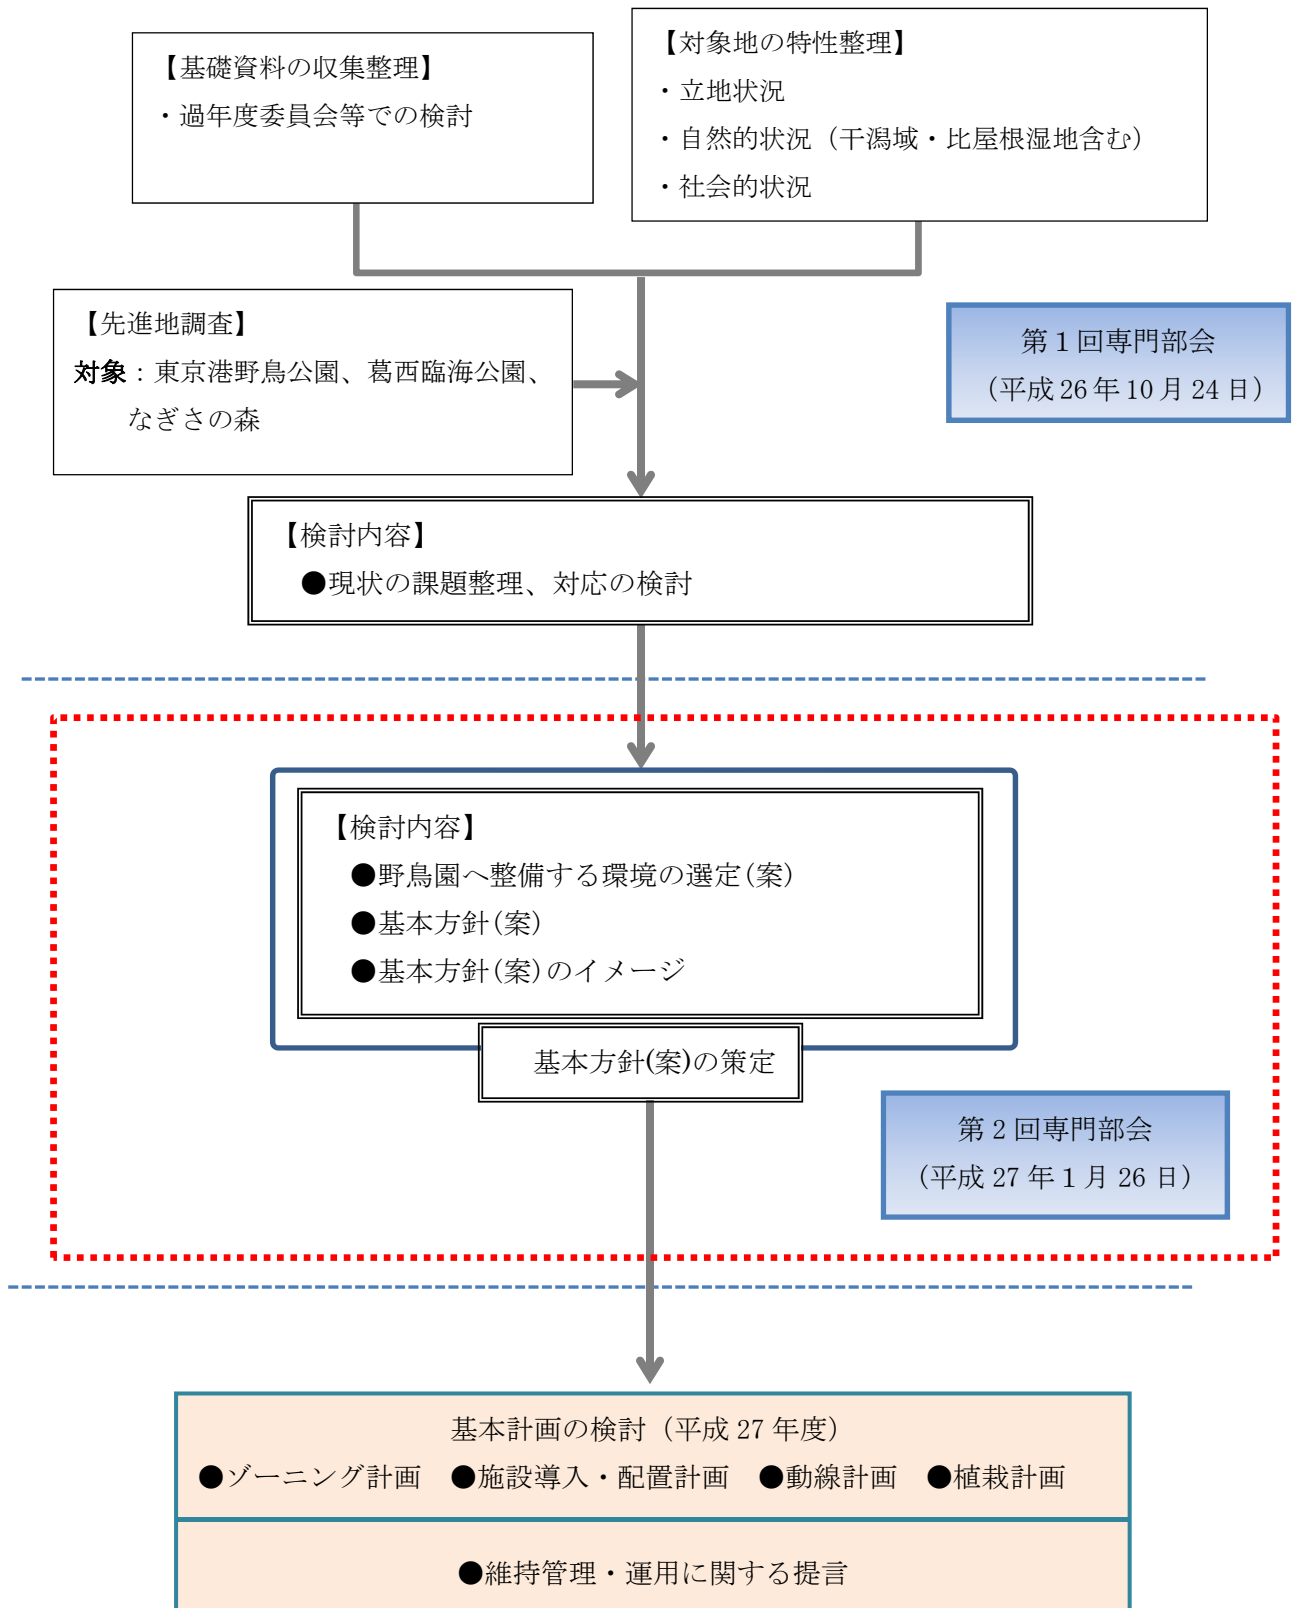 【基礎資料の収集整理】
・過年度委員会等での検討
【対象地の特性整理】
・立地状況
・自然的状況（干潟域・比屋根湿地含む）
・社会的状況
【先進地調査】
対象：東京港野鳥公園、葛西臨海公園、
なぎさの森
第１回専門部会
（平成 26 年 10 月 24 日）
【検討内容】
●現状の課題整理、対応の検討
【検討内容】
●野鳥園へ整備する環境の選定(案)
●基本方針(案)
●基本方針(案)のイメージ
基本方針(案)の策定
第２回専門部会
（平成 27 年１月 26 日）
基本計画の検討（平成 27 年度）
●ゾーニング計画　●施設導入・配置計画　●動線計画　●植栽計画
●維持管理・運用に関する提言